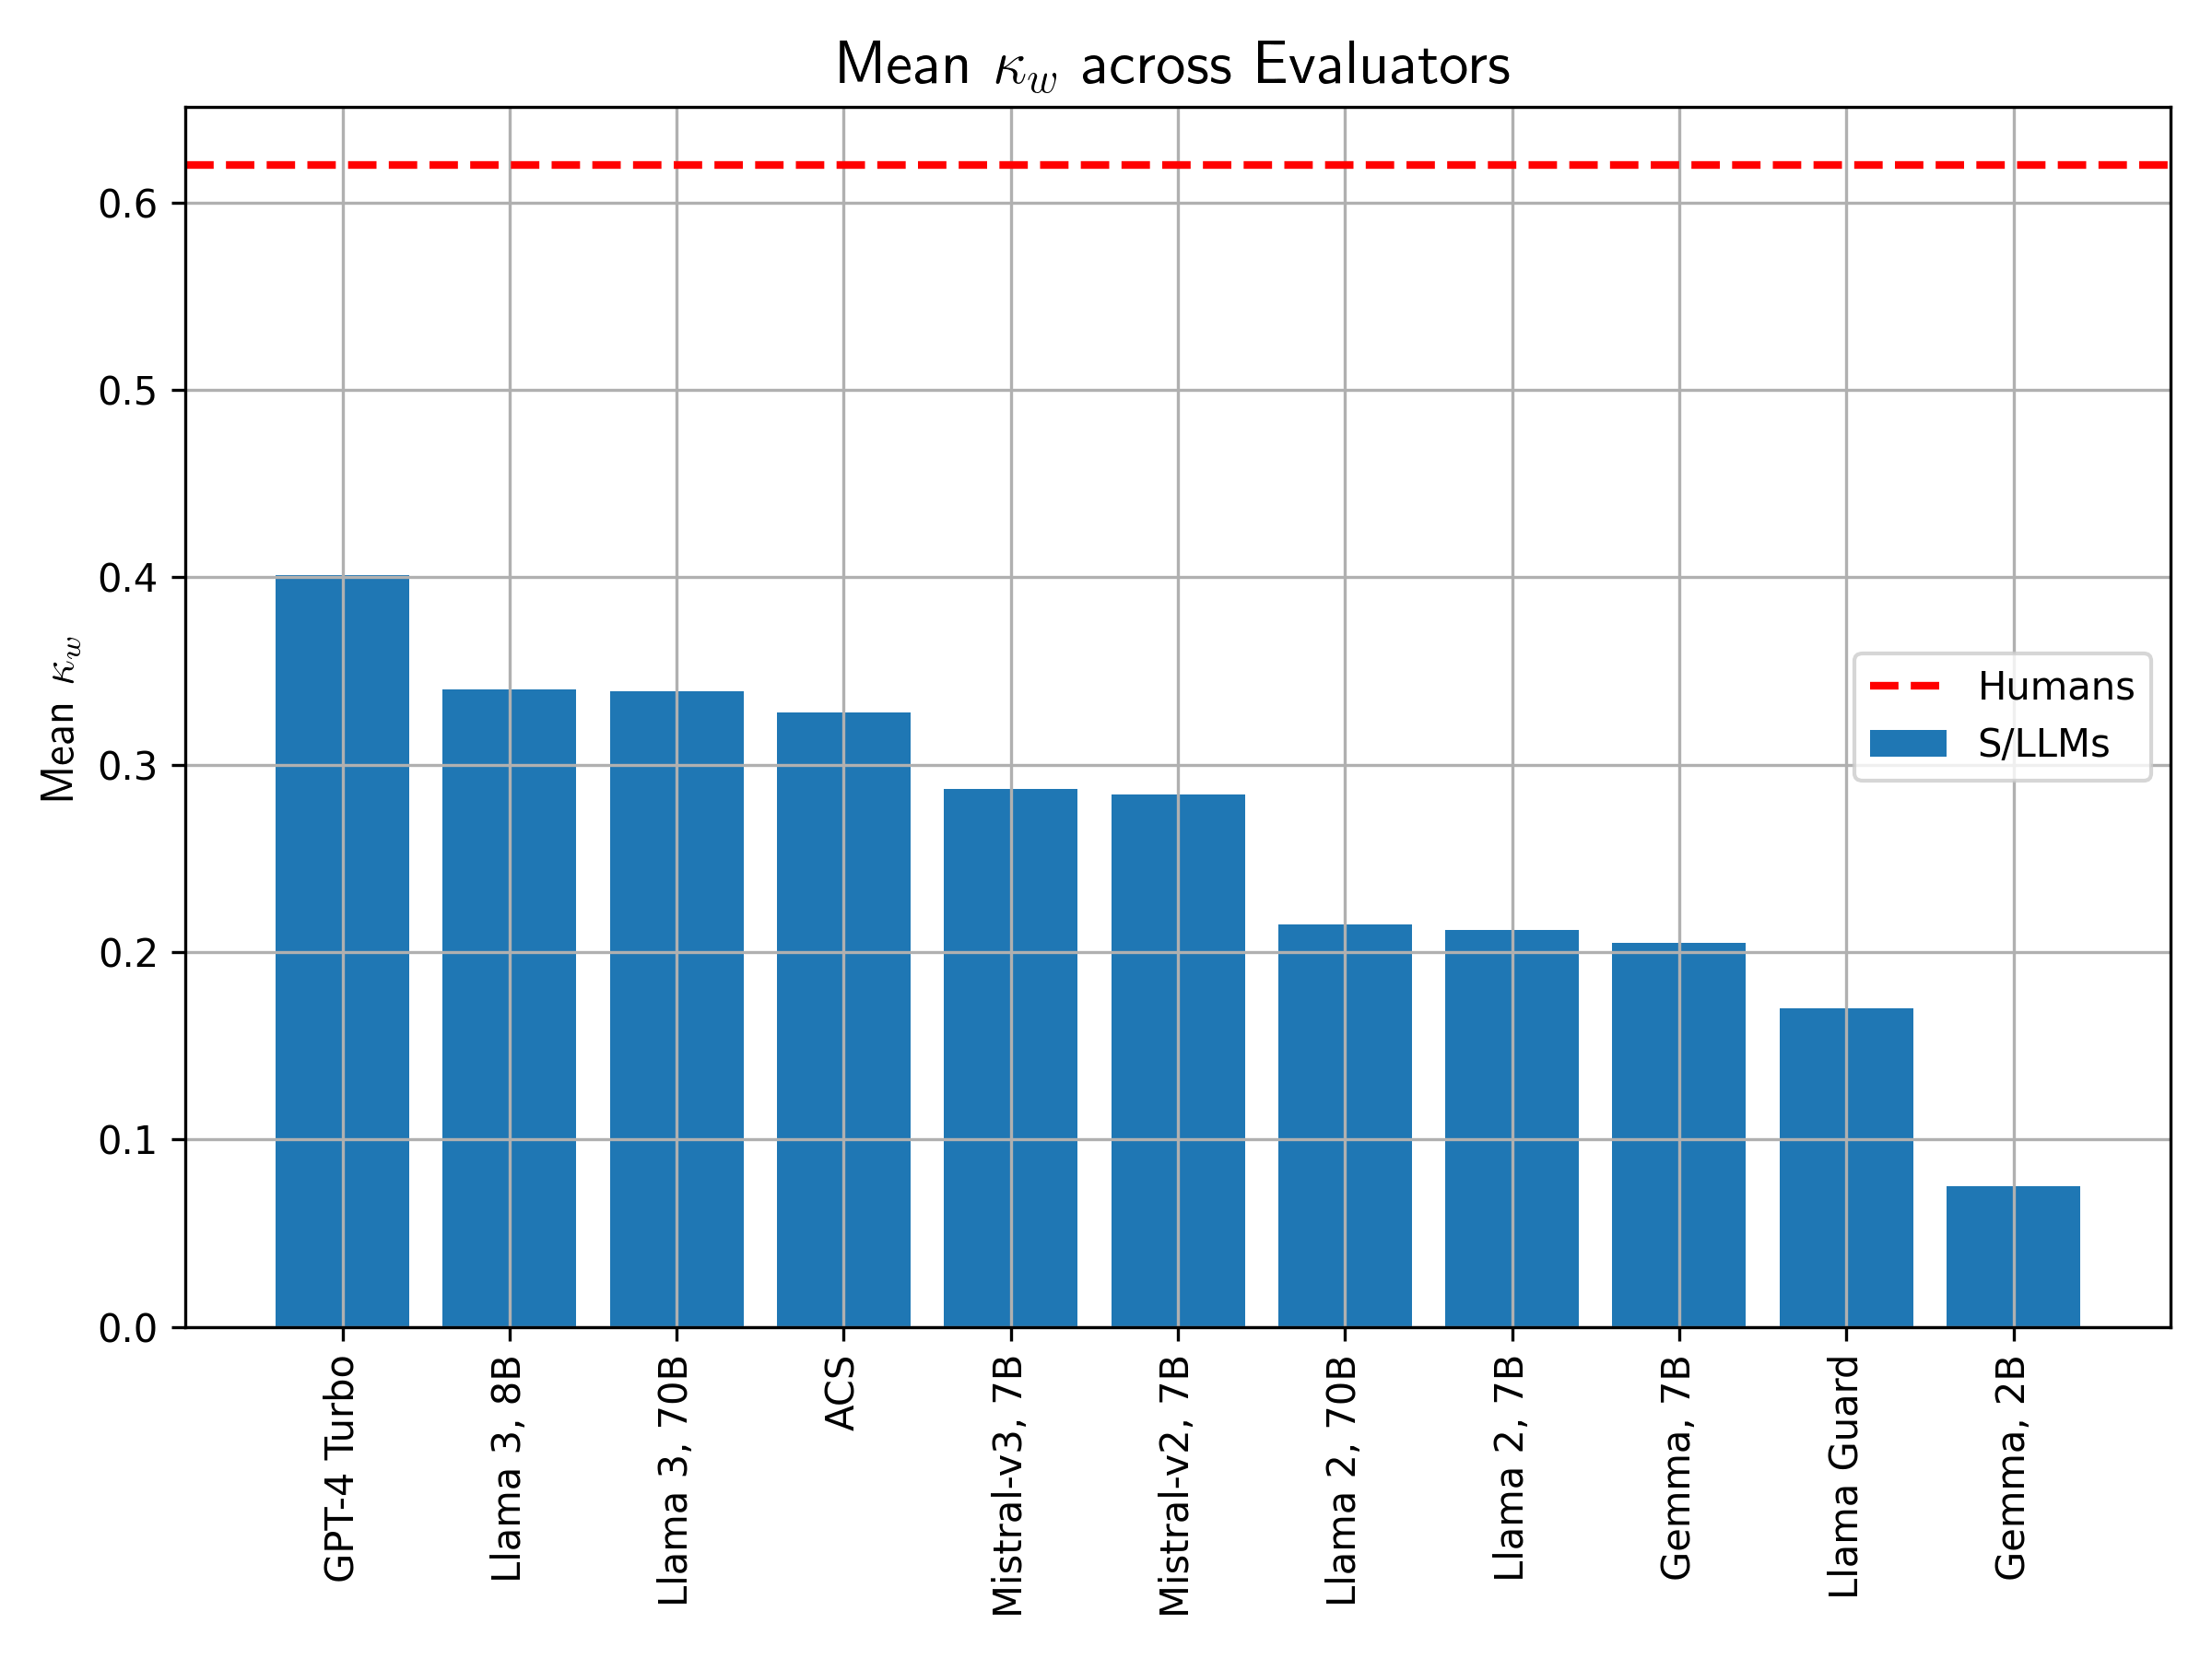 Mean κw across Evaluators
Mean κw
0.6
0.5
0.4
0.3
0.2
0.1
0.0
Humans
S/LLMs
GPT-4 Turbo
Llama 3, 8B
Llama 3, 70B
ACS
Mistral-v3, 7B
Mistral-v2, 7B
Llama 2, 70B
Llama 2, 7B
Gemma, 7B
Llama Guard
Gemma, 2B